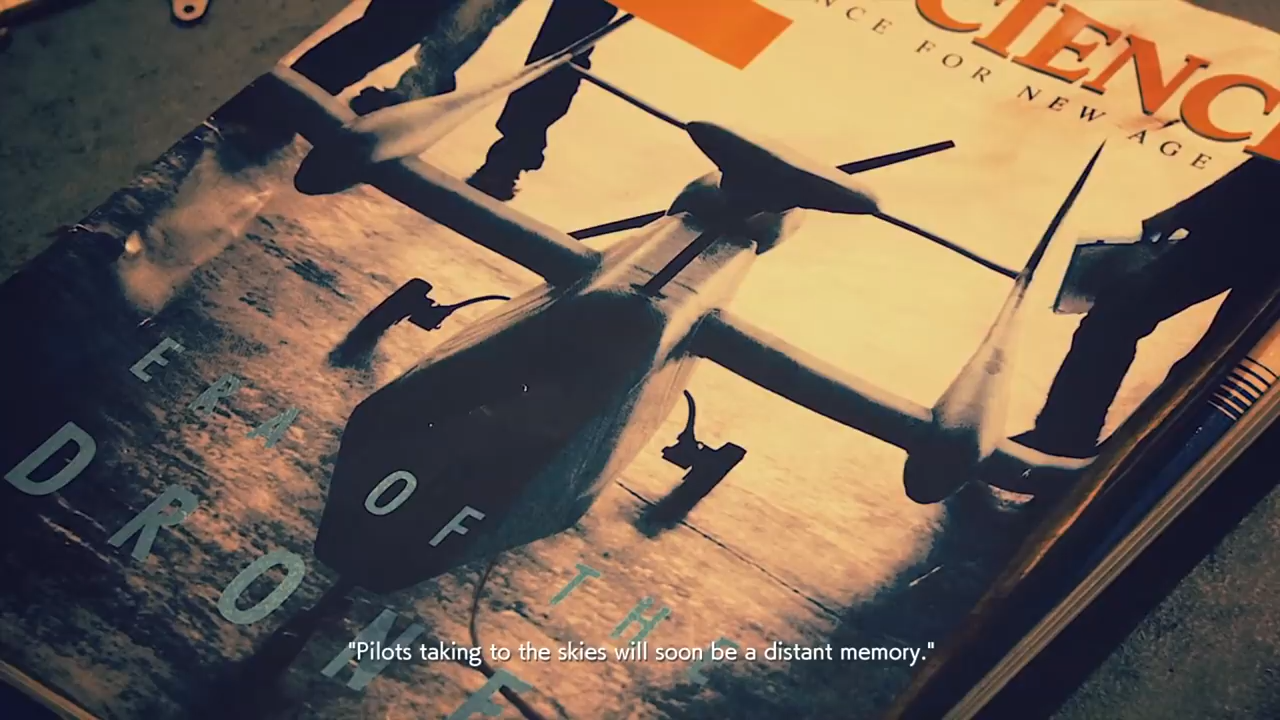 CIENC
NCE FOR NEW AGE
ERA OF THE
DRONE
"Pilots taking to the skies will soon be a distant memory."